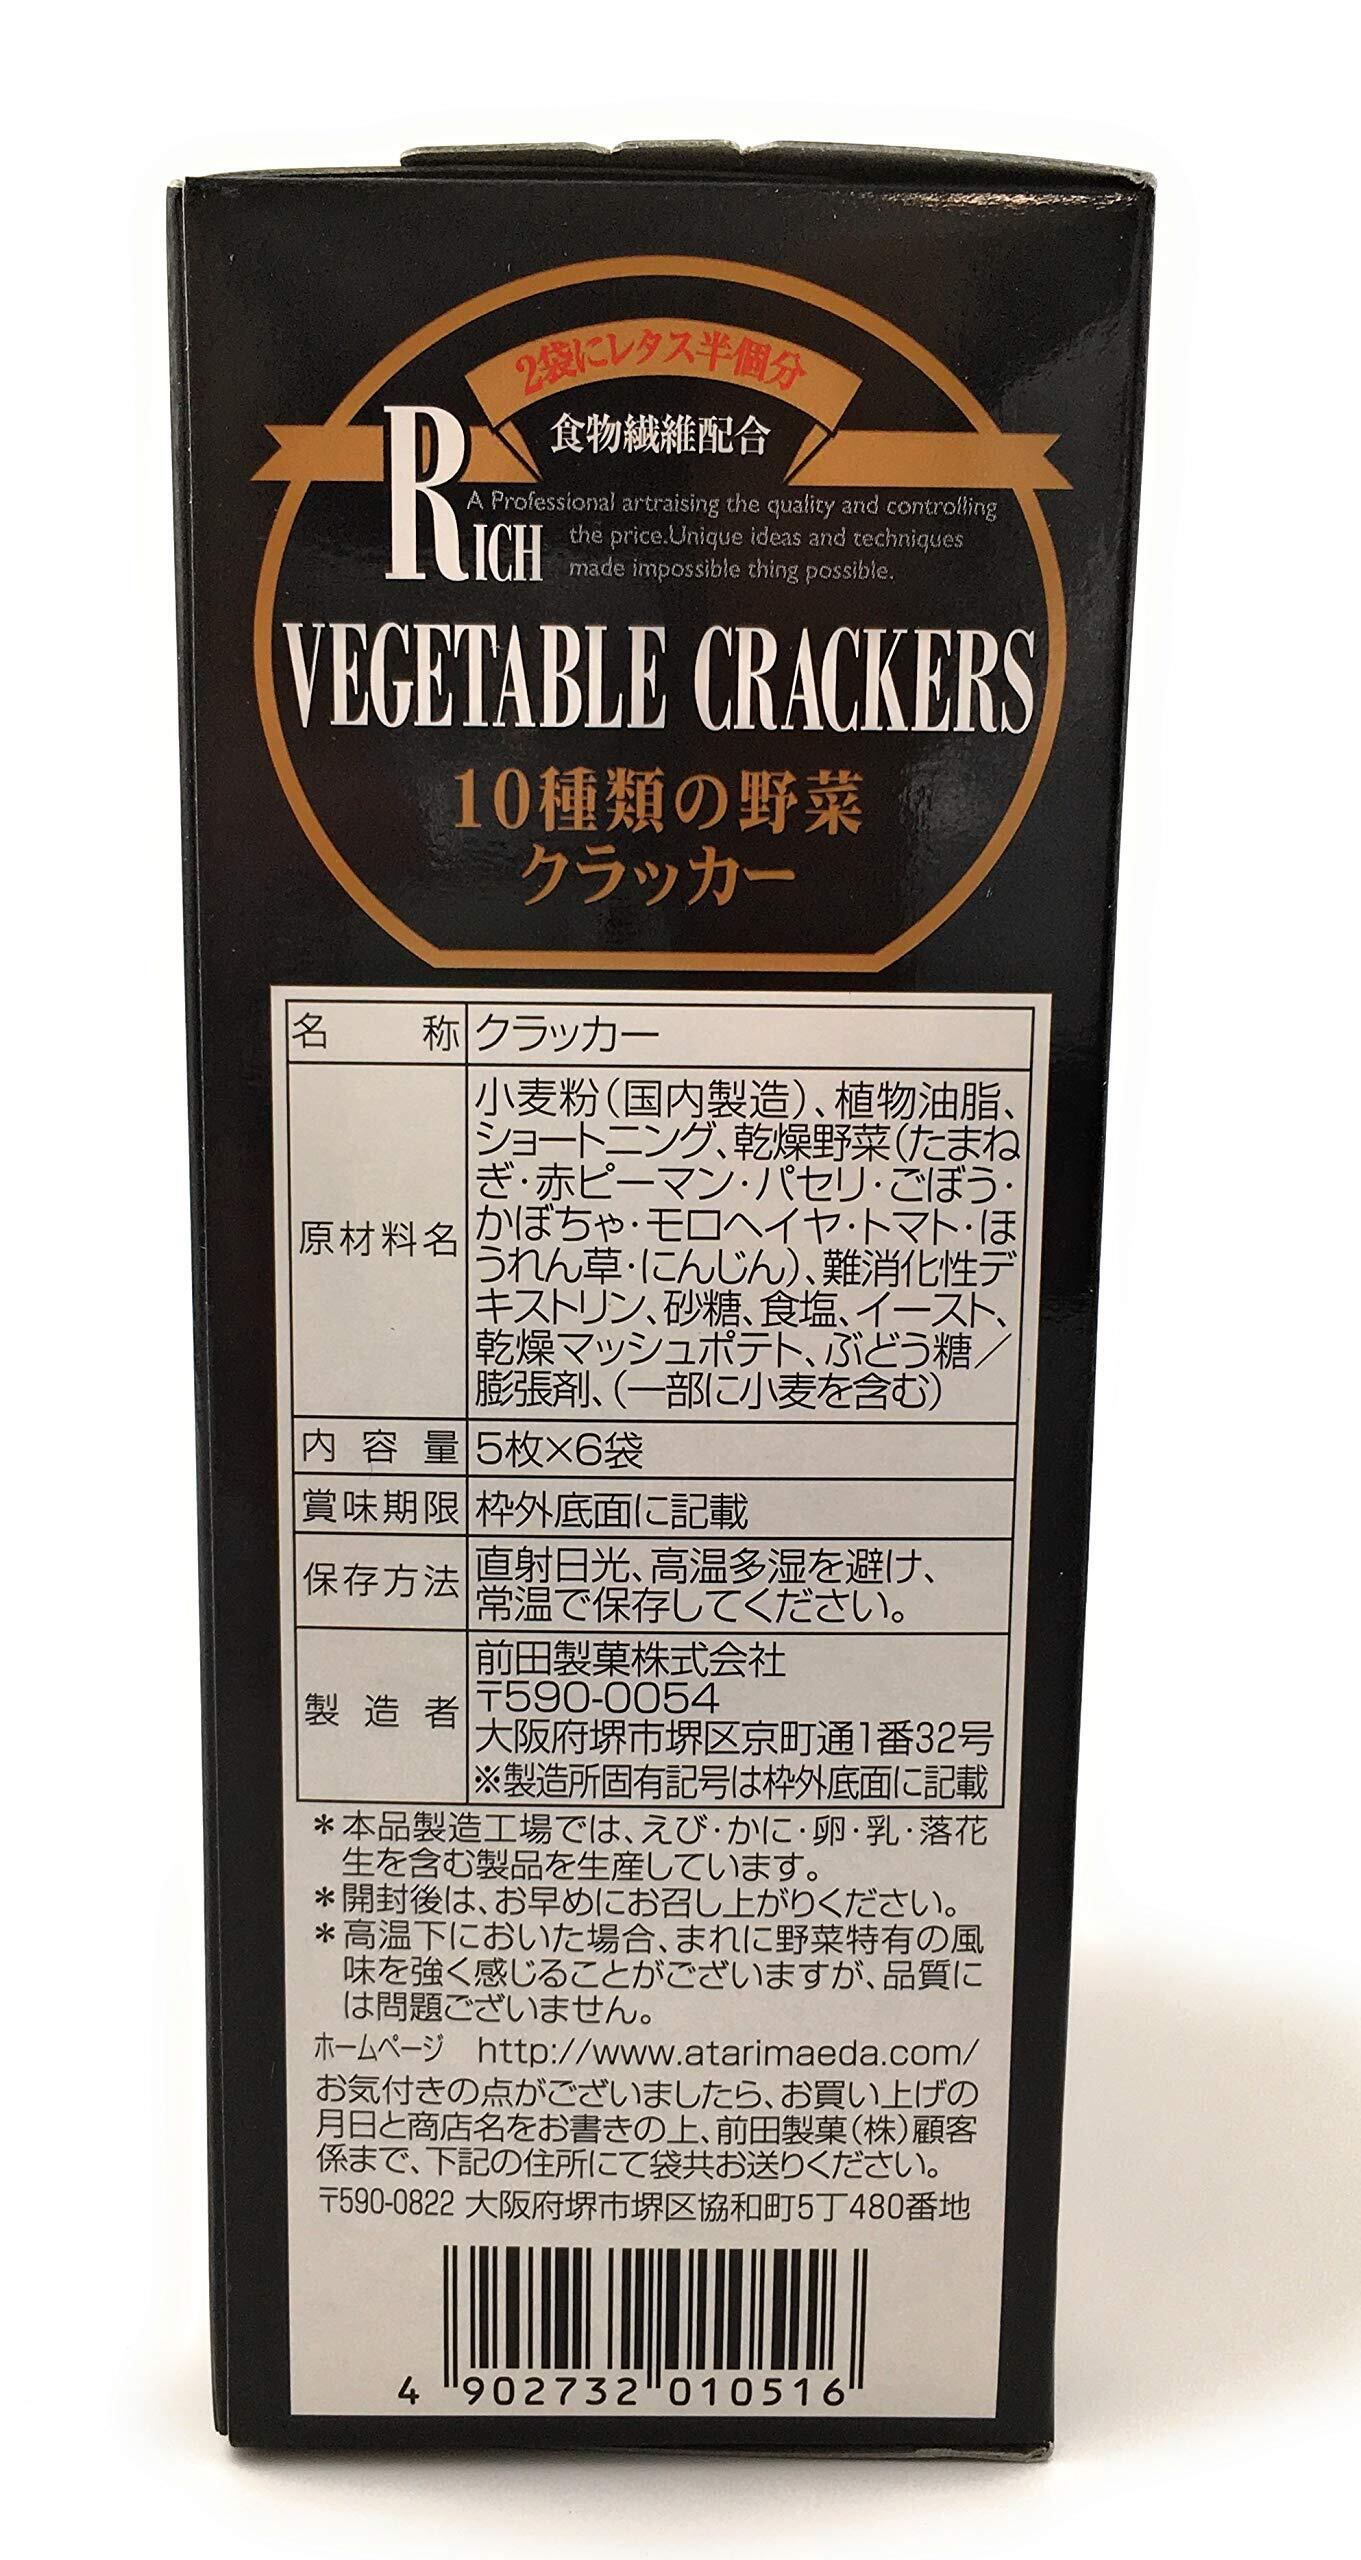 2袋にレタス半個分
食物繊維配合
RICH
A Professional artraising the quality and controlling
the price.Unique ideas and techniques
made impossible thing possible.
VEGETABLE CRACKERS
10種類の野菜
クラッカー
名称 クラッカー
原材料名 小麦粉(国内製造)、植物油脂、
ショートニング、乾燥野菜(たまね
ぎ・赤ピーマン・パセリ・ごぼう・
かぼちゃ・モロヘイヤ・トマト・ほ
うれん草・にんじん)、難消化性デ
キストリン、砂糖、食塩、イースト、
乾燥マッシュポテト、ぶどう糖/
膨張剤、(一部に小麦を含む)
内容量 5枚×6袋
賞味期限 枠外底面に記載
保存方法 直射日光、高温多湿を避け、
常温で保存してください。
製造者 前田製菓株式会社
〒590-0054
大阪府堺市堺区京町通1番32号
※製造所固有記号は枠外底面に記載
*本品製造工場では、えび・かに・卵・乳・落花
生を含む製品を生産しています。
*開封後は、お早めにお召し上がりください。
*高温下においた場合、まれに野菜特有の風
味を強く感じることがございますが、品質に
は問題ございません。
ホームページ http://www.atarimaeda.com/
お気付きの点がございましたら、お買い上げの
月日と商店名をお書きの上、前田製菓(株)顧客
係まで、下記の住所にて袋共お送りください。
〒590-0822 大阪府堺市堺区協和町5丁480番地
4 902732 010516